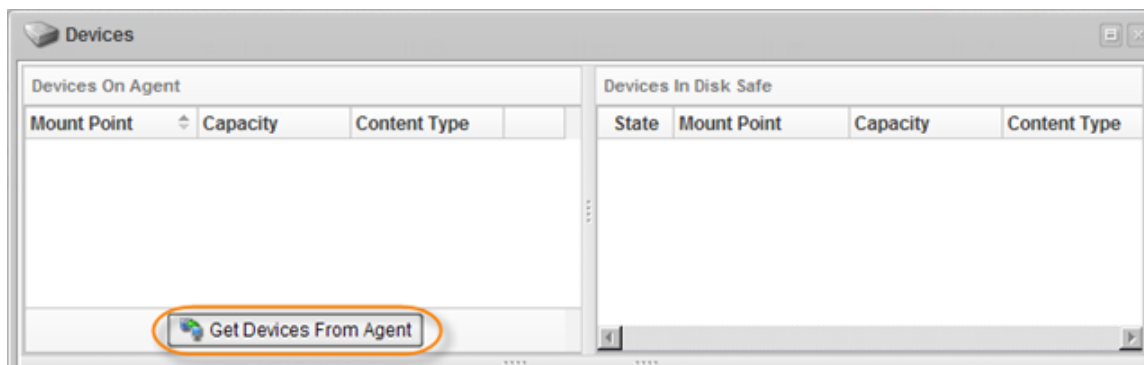 Devices
Devices On Agent
Devices In Disk Safe
Mount Point Capacity Content Type
State Mount Point Capacity Content Type
Get Devices From Agent